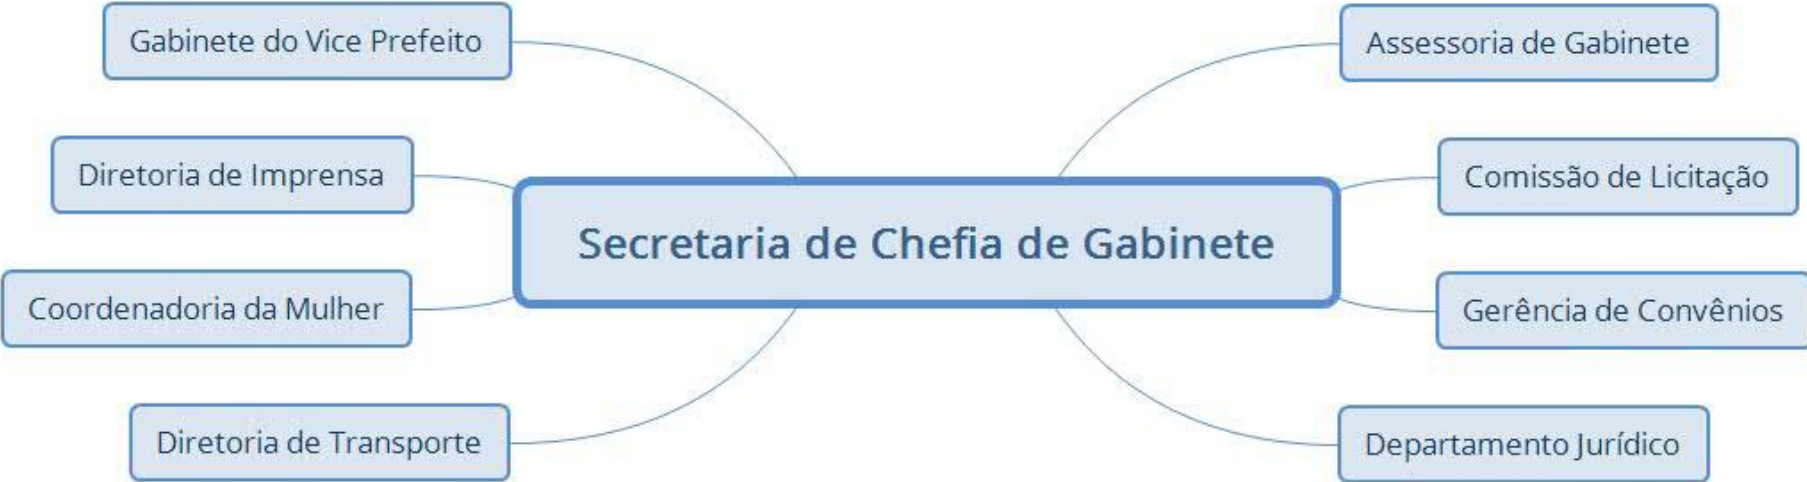 Gabinete do Vice Prefeito
Assessoria de Gabinete
Diretoria de Imprensa
Comissão de Licitação
Secretaria de Chefia de Gabinete
Coordenadoria da Mulher
Gerência de Convênios
Diretoria de Transporte
Departamento Jurídico